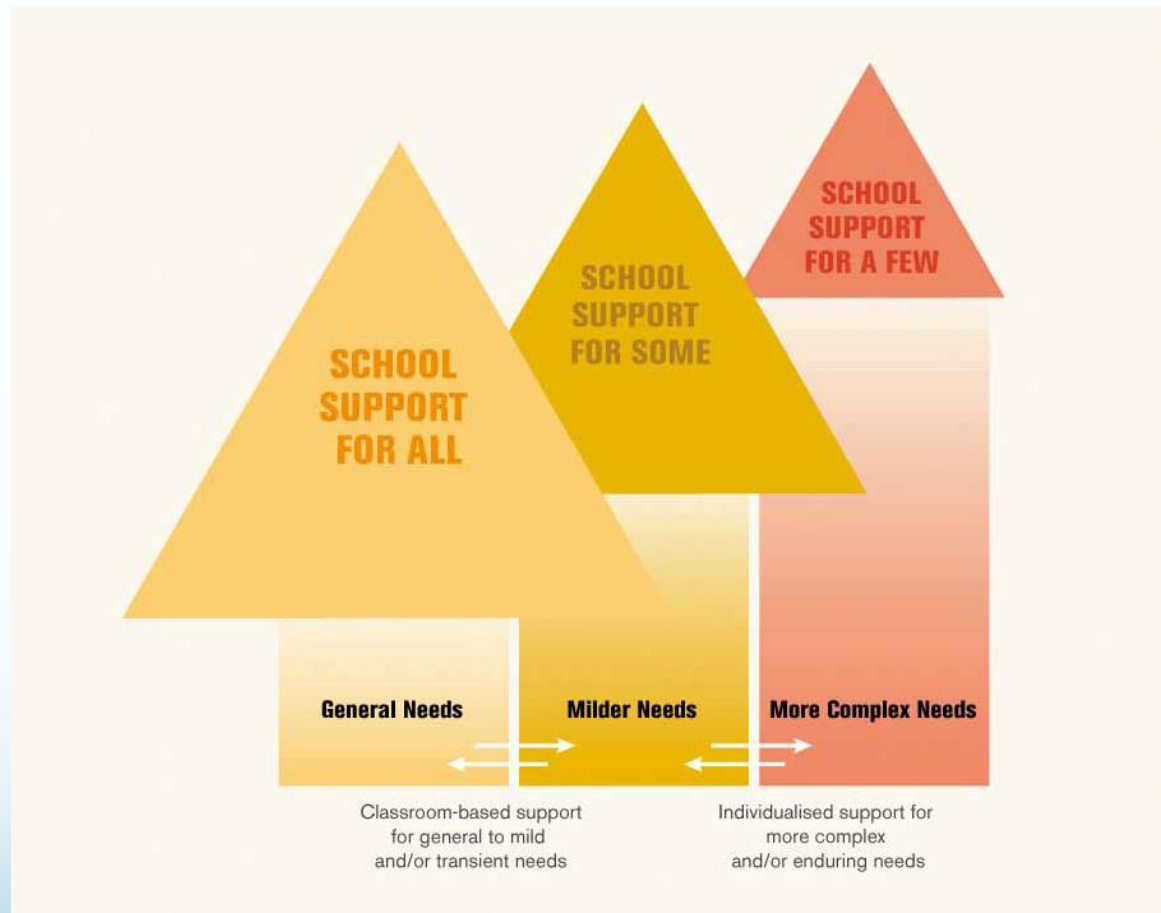 SCHOOL
SUPPORT
FOR ALL
SCHOOL
SUPPORT
FOR SOME
SCHOOL
SUPPORT
FOR A FEW
General Needs
Milder Needs
More Complex Needs
Classroom-based support
for general to mild
and/or transient needs
Individualised support for
more complex
and/or enduring needs